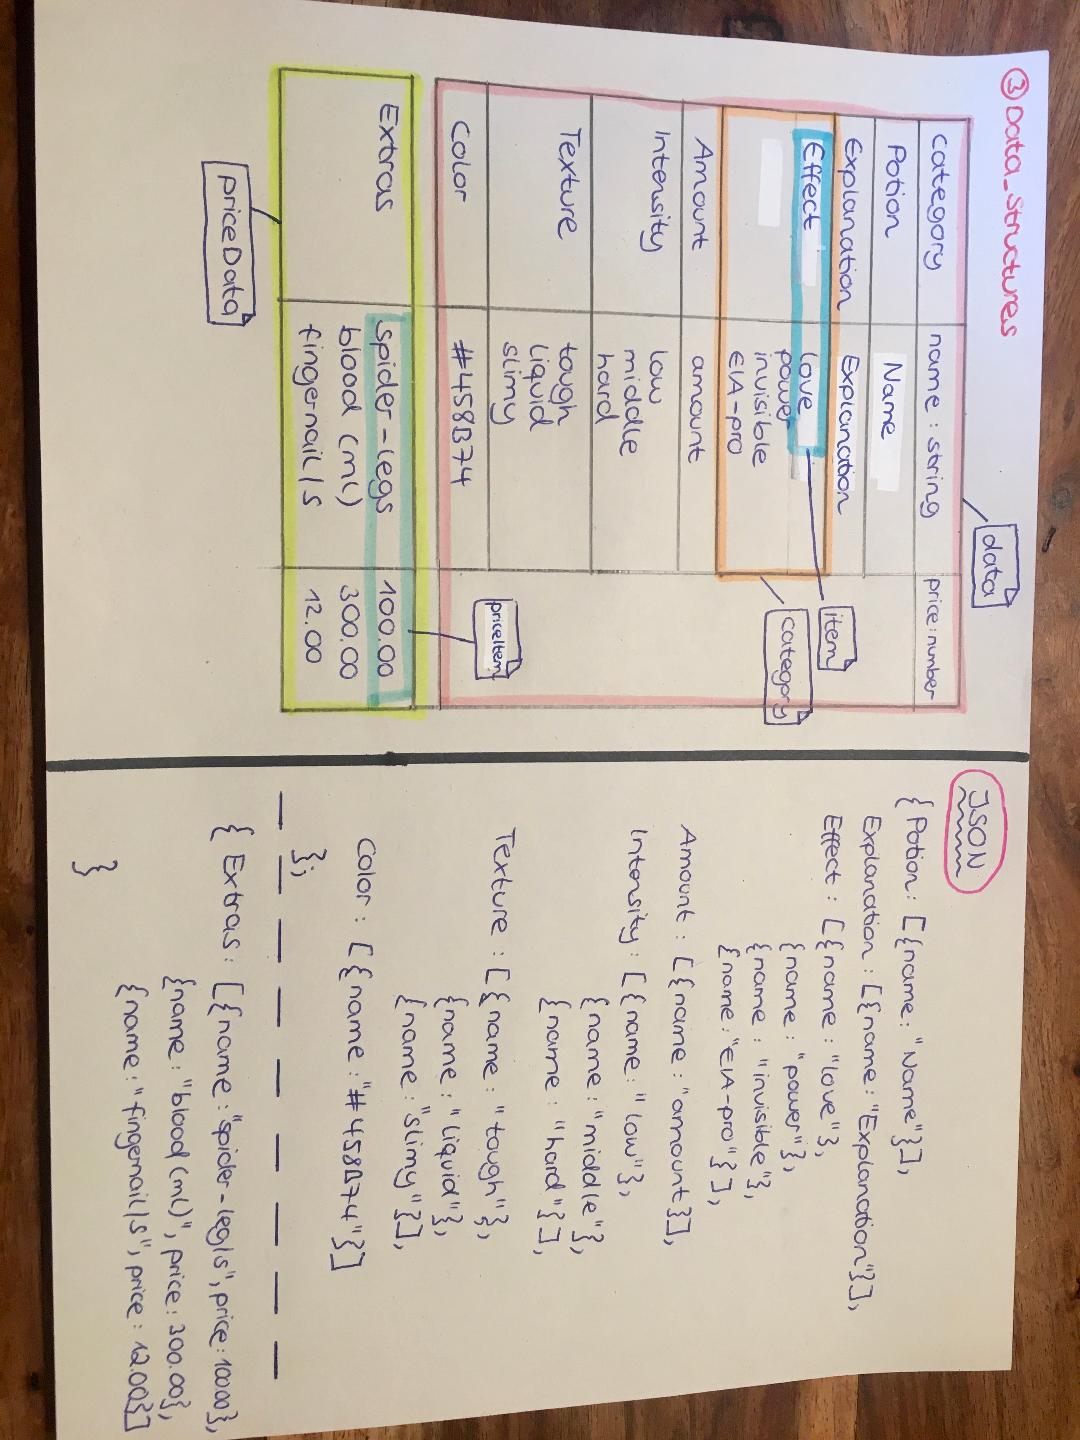 ③ Data_Structures
data
category name : string price : number
Potion Name
Explanation Explanation
item
Effect love
category
power
invisible
EIA-pro
Amount amount
Intensity low
middle
hard
Texture tough
liquid
slimy
priceItem
Color #458B74
Extras spider-legs 100.00
blood (ml) 300.00
fingernail/s 12.00
priceData
JSON
{ Potion : [{name : "Name"}],
Explanation : [{name : "Explanation"}],
Effect : [{name : "love"},
{name : "power"},
{name : "invisible"},
{name : "EIA-pro"}],
Amount : [{name : "amount}],
Intensity : [{name : "low"},
{name : "middle"},
{name : "hard"}],
Texture : [{name : "tough"},
{name : "liquid"},
{name : "slimy"}],
Color : [{name : "#458B74"}]
};
{ Extras : [{name : "spider-leg/s", price : 100.00},
{name : "blood (ml)", price : 300.00},
{name : "fingernail/s", price : 12.00}]
}